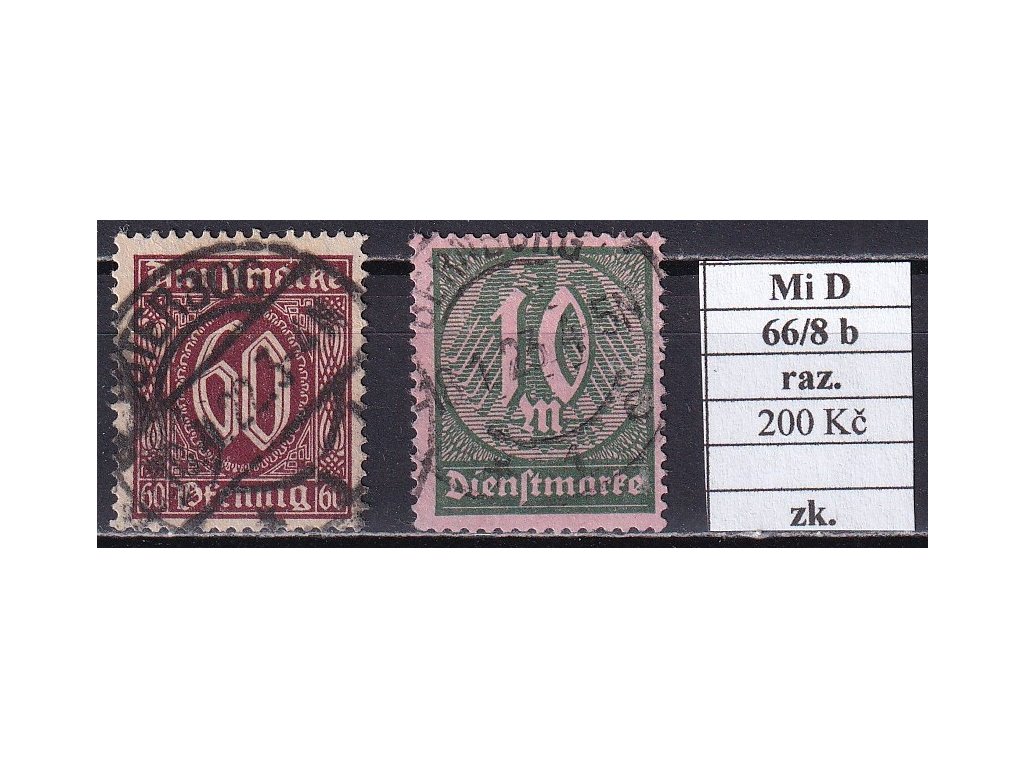 Dienstmarke
60
60 Pfennig 60
10
m
Dienstmarke
Mi D
66/8 b
raz.
200 Kč
zk.